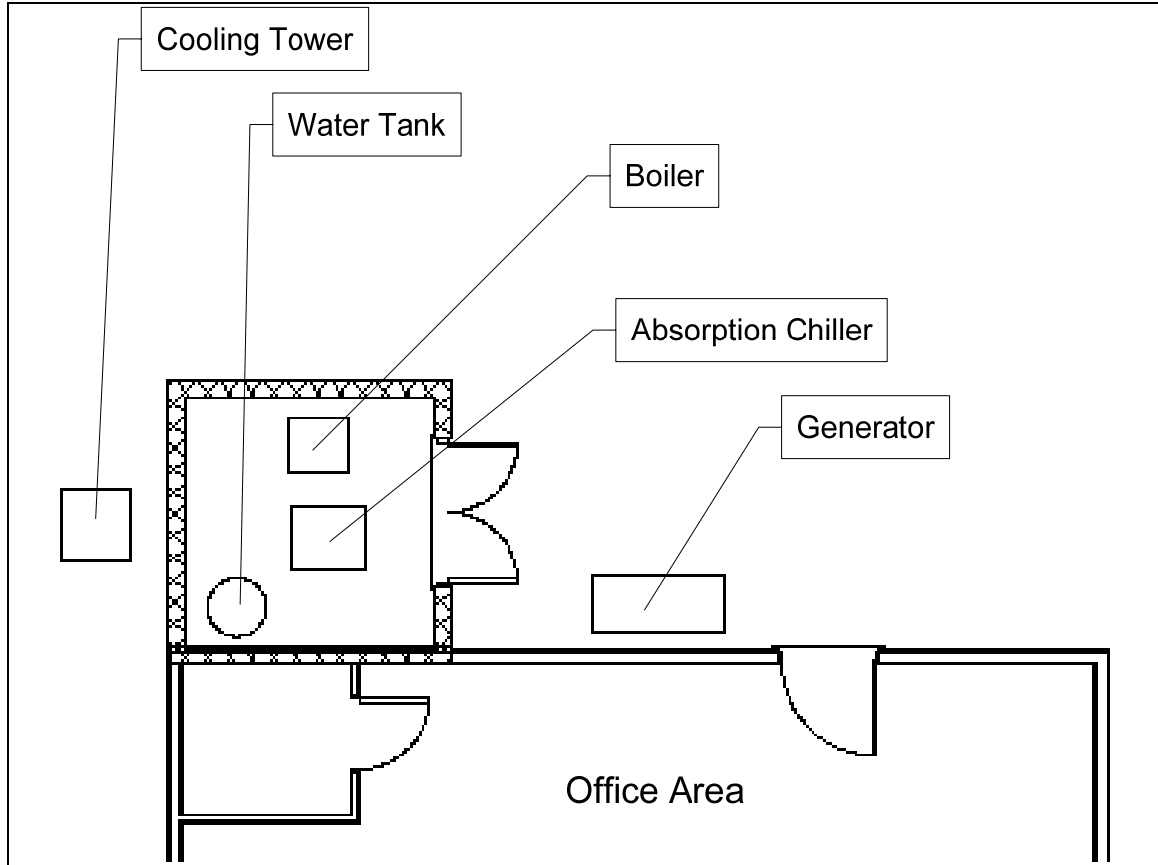 Cooling Tower
Water Tank
Boiler
Absorption Chiller
Generator
Office Area